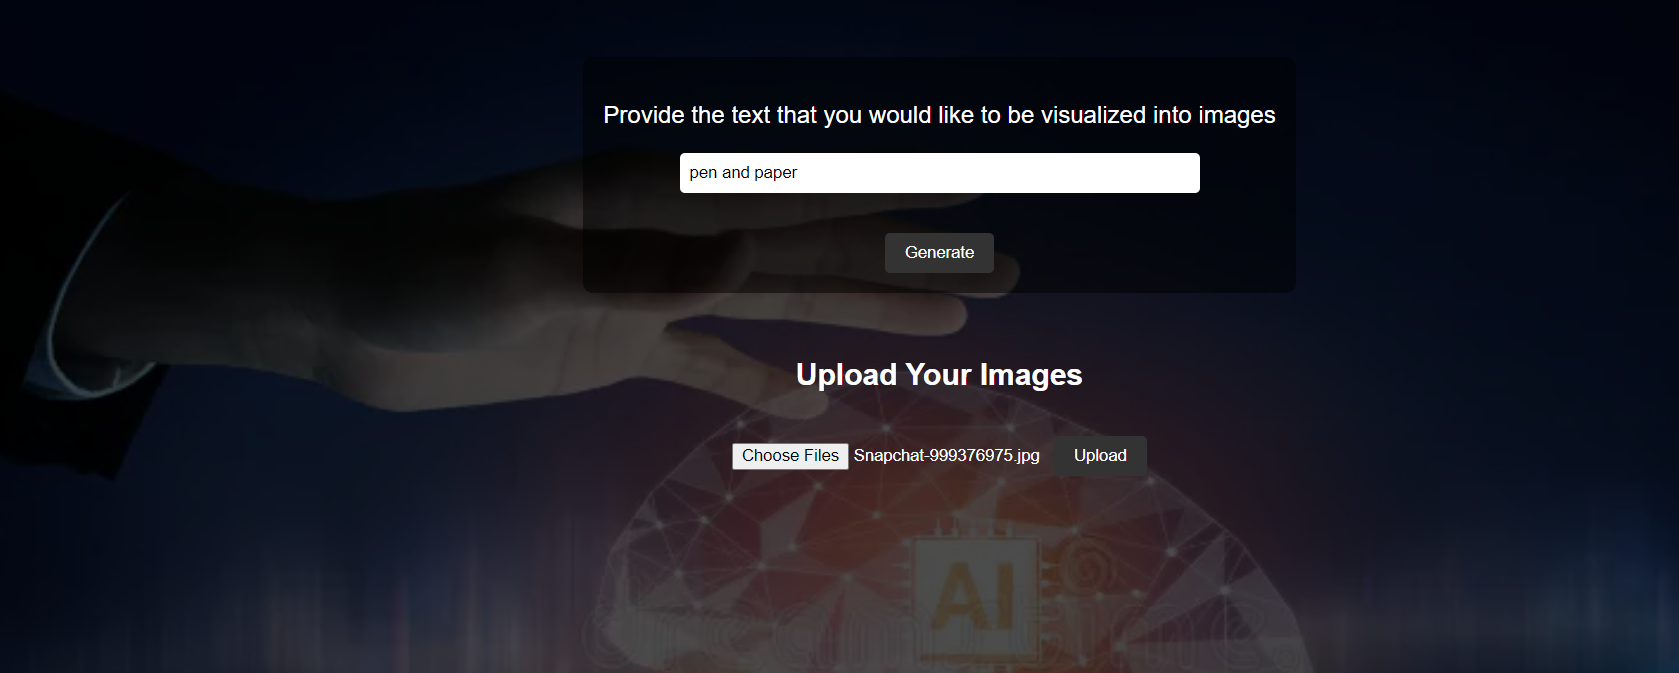 Provide the text that you would like to be visualized into images
pen and paper
Generate
Upload Your Images
Choose Files Snapchat-999376975.jpg Upload
AI